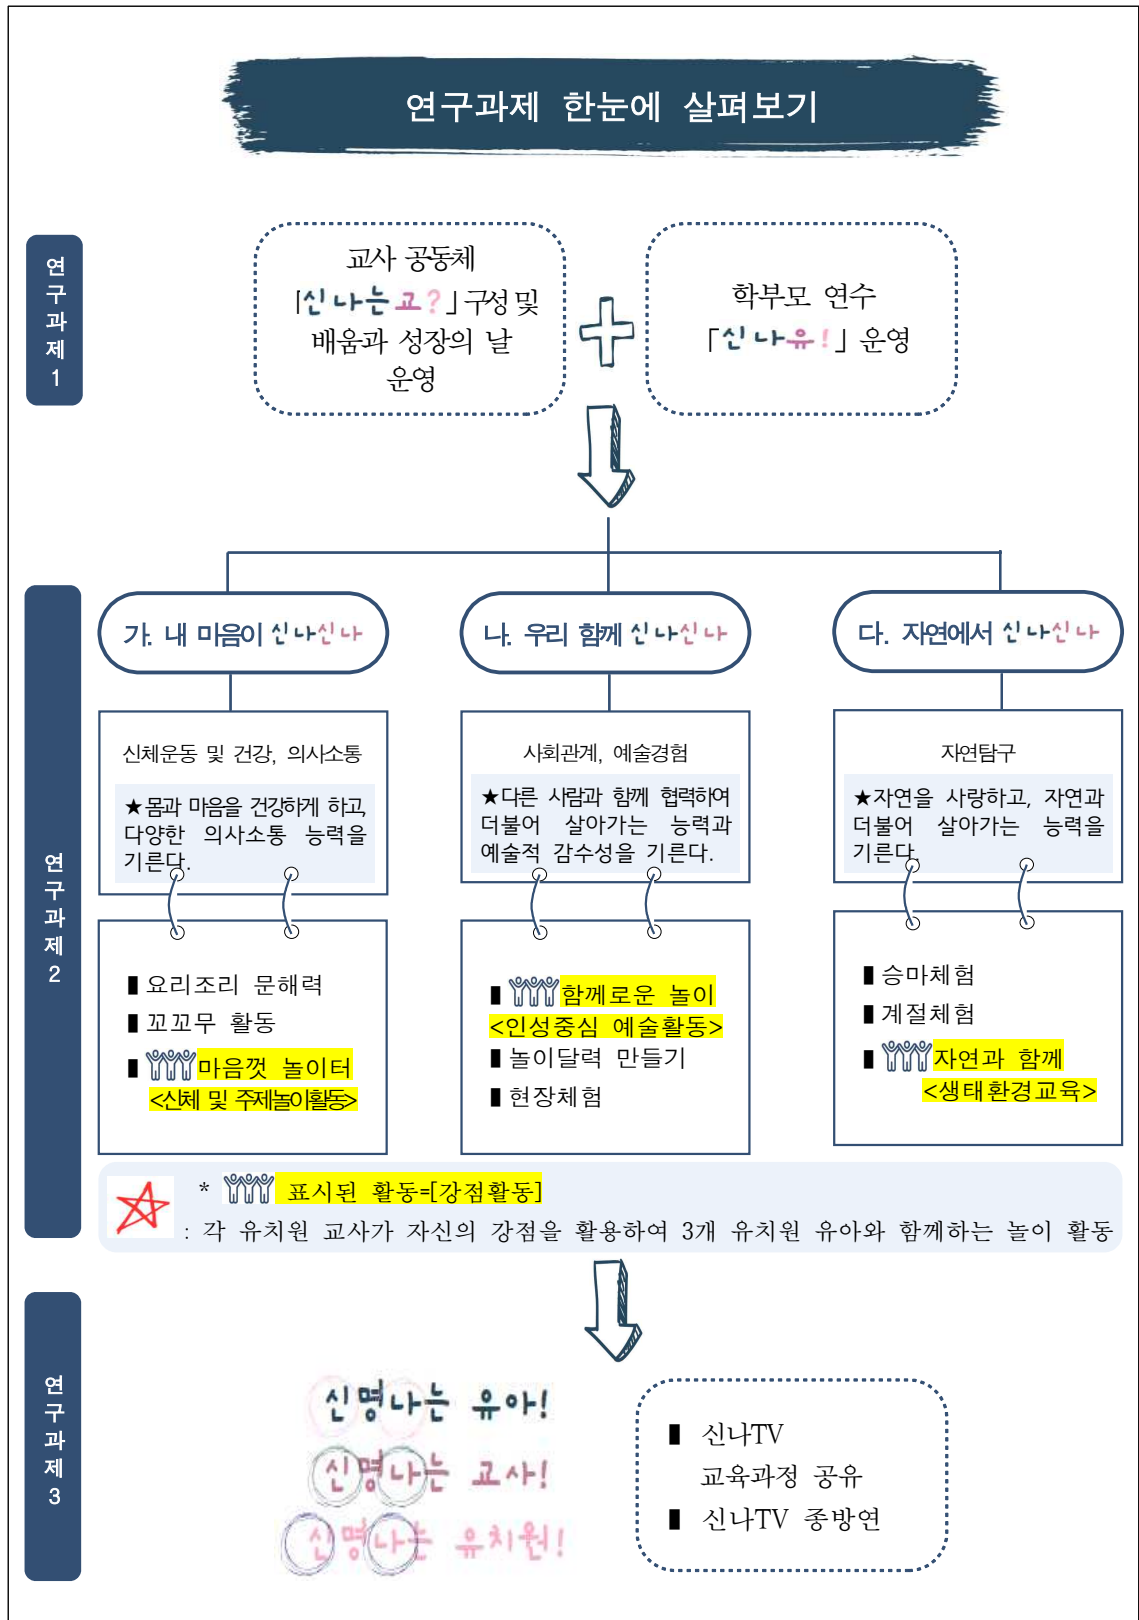 연구과제 한눈에 살펴보기
연구과제1
교사 공동체
「신나는교?」구성 및
배움과 성장의 날
운영
학부모 연수
「신나유!」 운영
연구과제2
가. 내 마음이 신나신나
신체운동 및 건강, 의사소통
★몸과 마음을 건강하게 하고,
다양한 의사소통 능력을
기른다.
■ 요리조리 문해력
■ 꼬꼬무 활동
■ 마음껏 놀이터
<신체 및 주제놀이활동>
나. 우리 함께 신나신나
사회관계, 예술경험
★다른 사람과 함께 협력하여
더불어 살아가는 능력과
예술적 감수성을 기른다.
■ 함께로운 놀이
<인성중심 예술활동>
■ 놀이달력 만들기
■ 현장체험
다. 자연에서 신나신나
자연탐구
★자연을 사랑하고, 자연과
더불어 살아가는 능력을
기른다.
■ 승마체험
■ 계절체험
■ 자연과 함께
<생태환경교육>
* 표시된 활동=[강점활동]
: 각 유치원 교사가 자신의 강점을 활용하여 3개 유치원 유아와 함께하는 놀이 활동
연구과제3
신명나는 유아!
신명나는 교사!
신명나는 유치원!
■ 신나TV
교육과정 공유
■ 신나TV 종방연